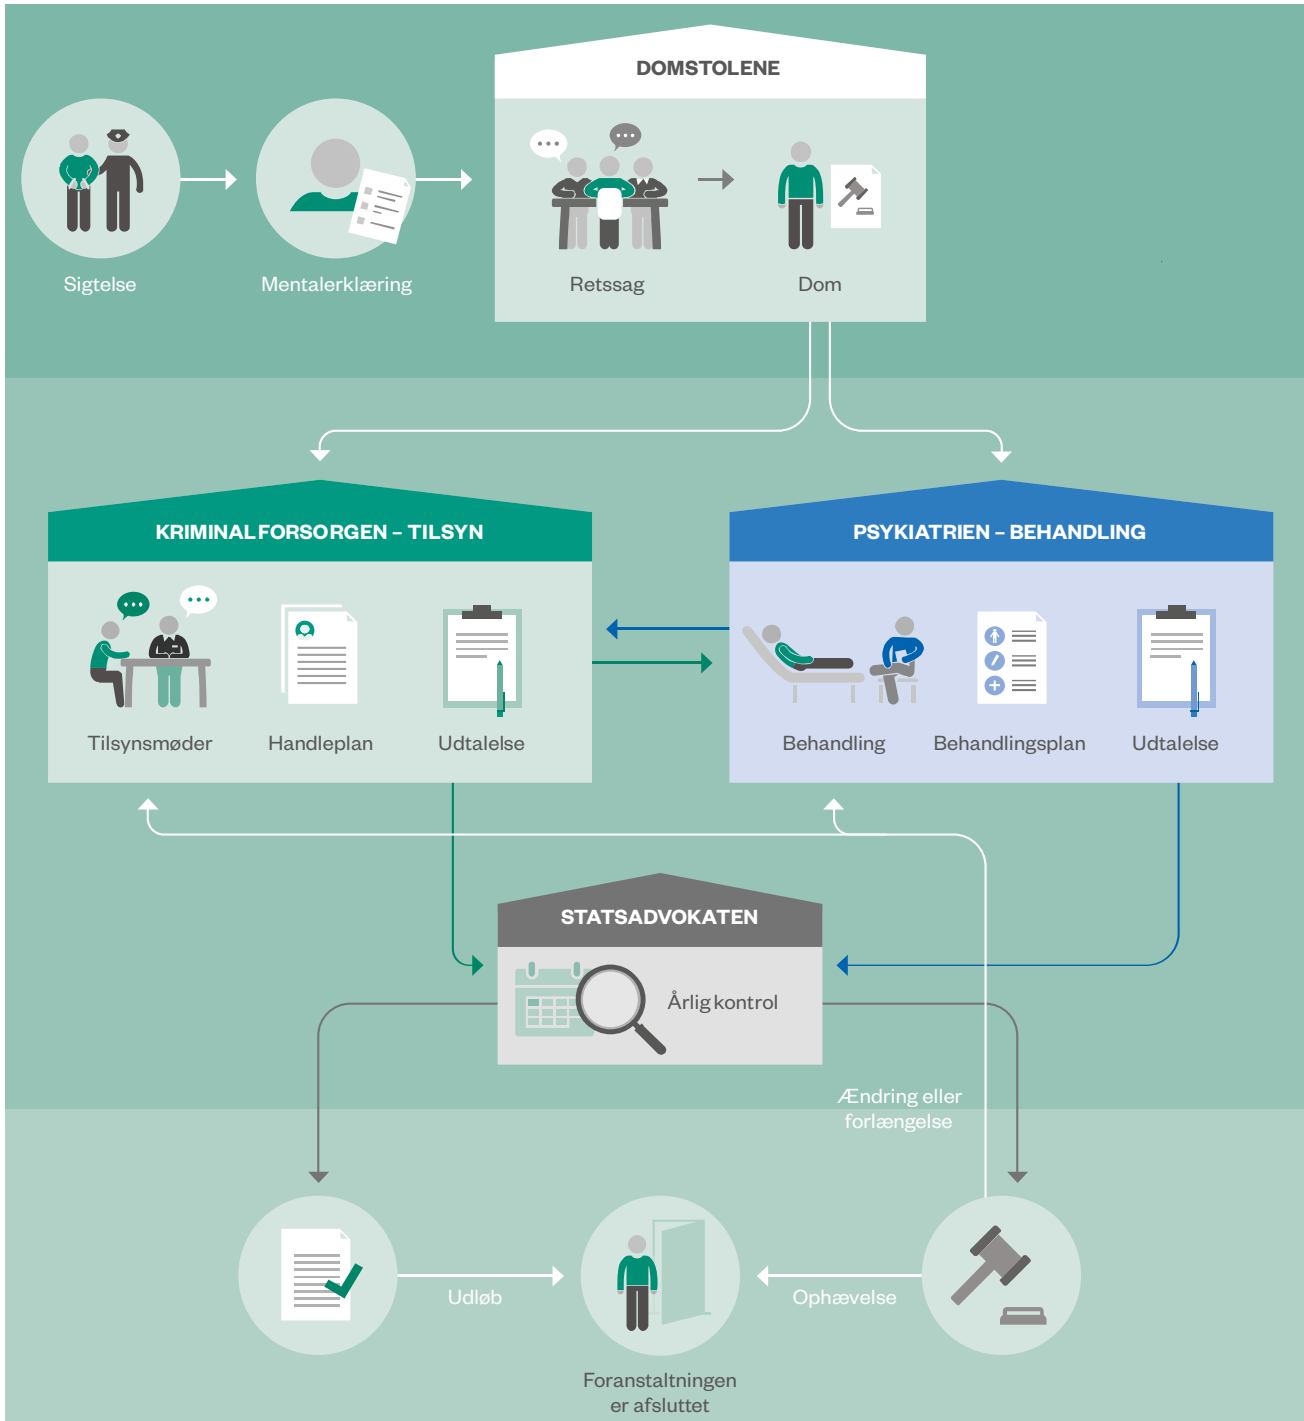 DOMSTOLENE
Sigtelse
Mentalerklæring
Retssag
Dom
KRIMINALFORSORGEN – TILSYN
PSYKIATRIEN – BEHANDLING
Tilsynsmøder
Handleplan
Udtalelse
Behandling
Behandlingsplan
Udtalelse
STATSADVOKATEN
Årlig kontrol
Ændring eller
forlængelse
Udløb
Ophævelse
Foranstaltningen
er afsluttet